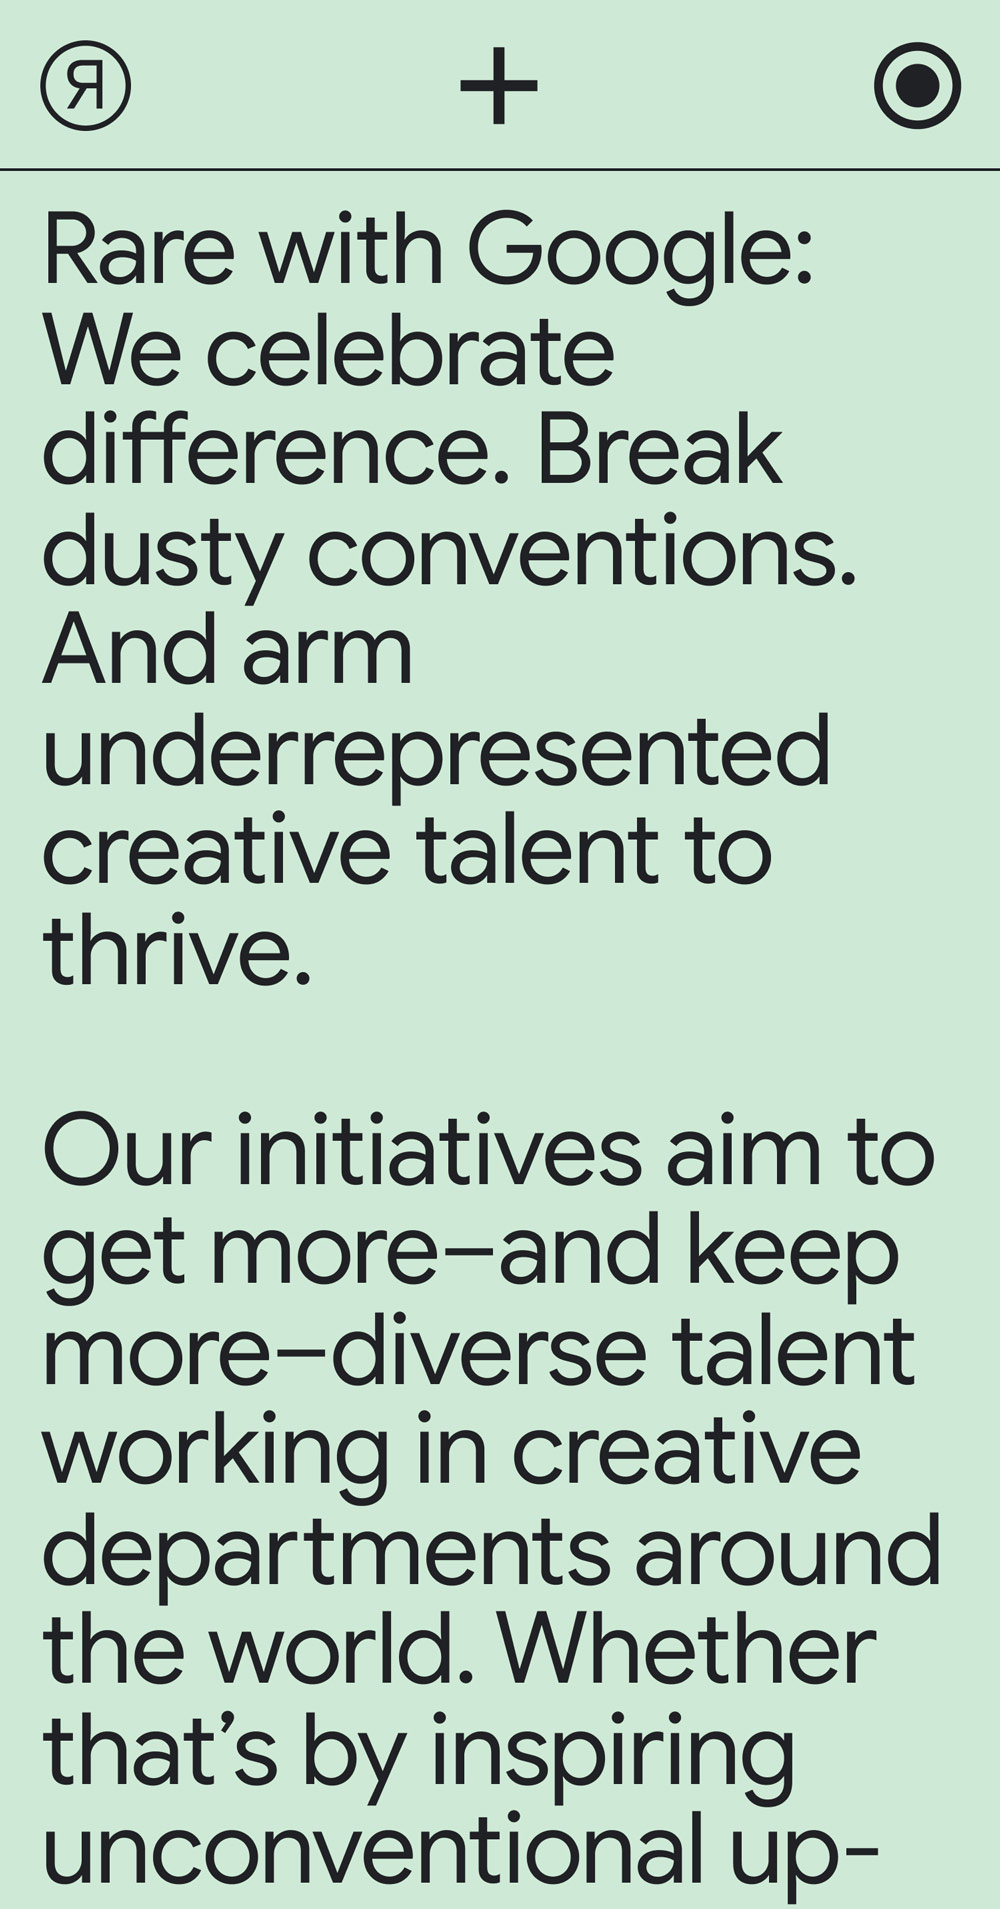 Я
Rare with Google:
We celebrate
difference. Break
dusty conventions.
And arm
underrepresented
creative talent to
thrive.
Our initiatives aim to
get more–and keep
more–diverse talent
working in creative
departments around
the world. Whether
that’s by inspiring
unconventional up-